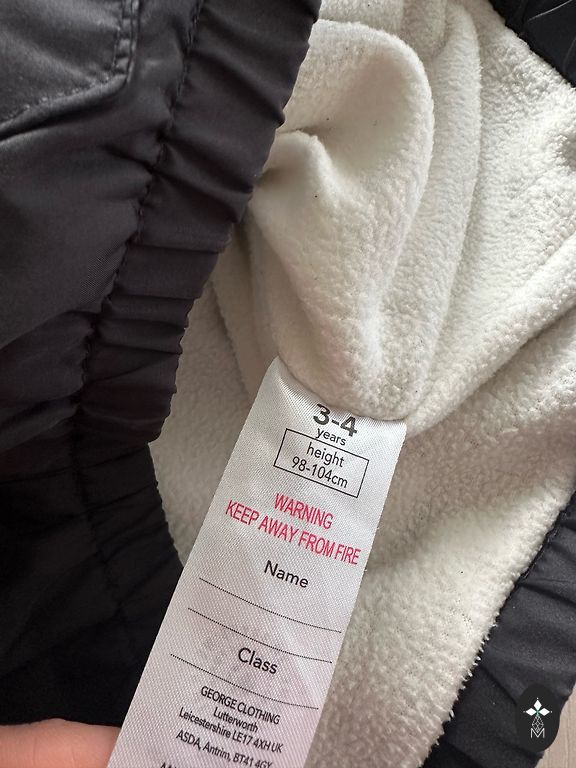 3-4
years
height
98-104cm
WARNING
KEEP AWAY FROM FIRE
Name
Class
GEORGE CLOTHING
Lutterworth
Leicestershire LE17 4XH UK
ASDA, Antrim, BT41 4GY